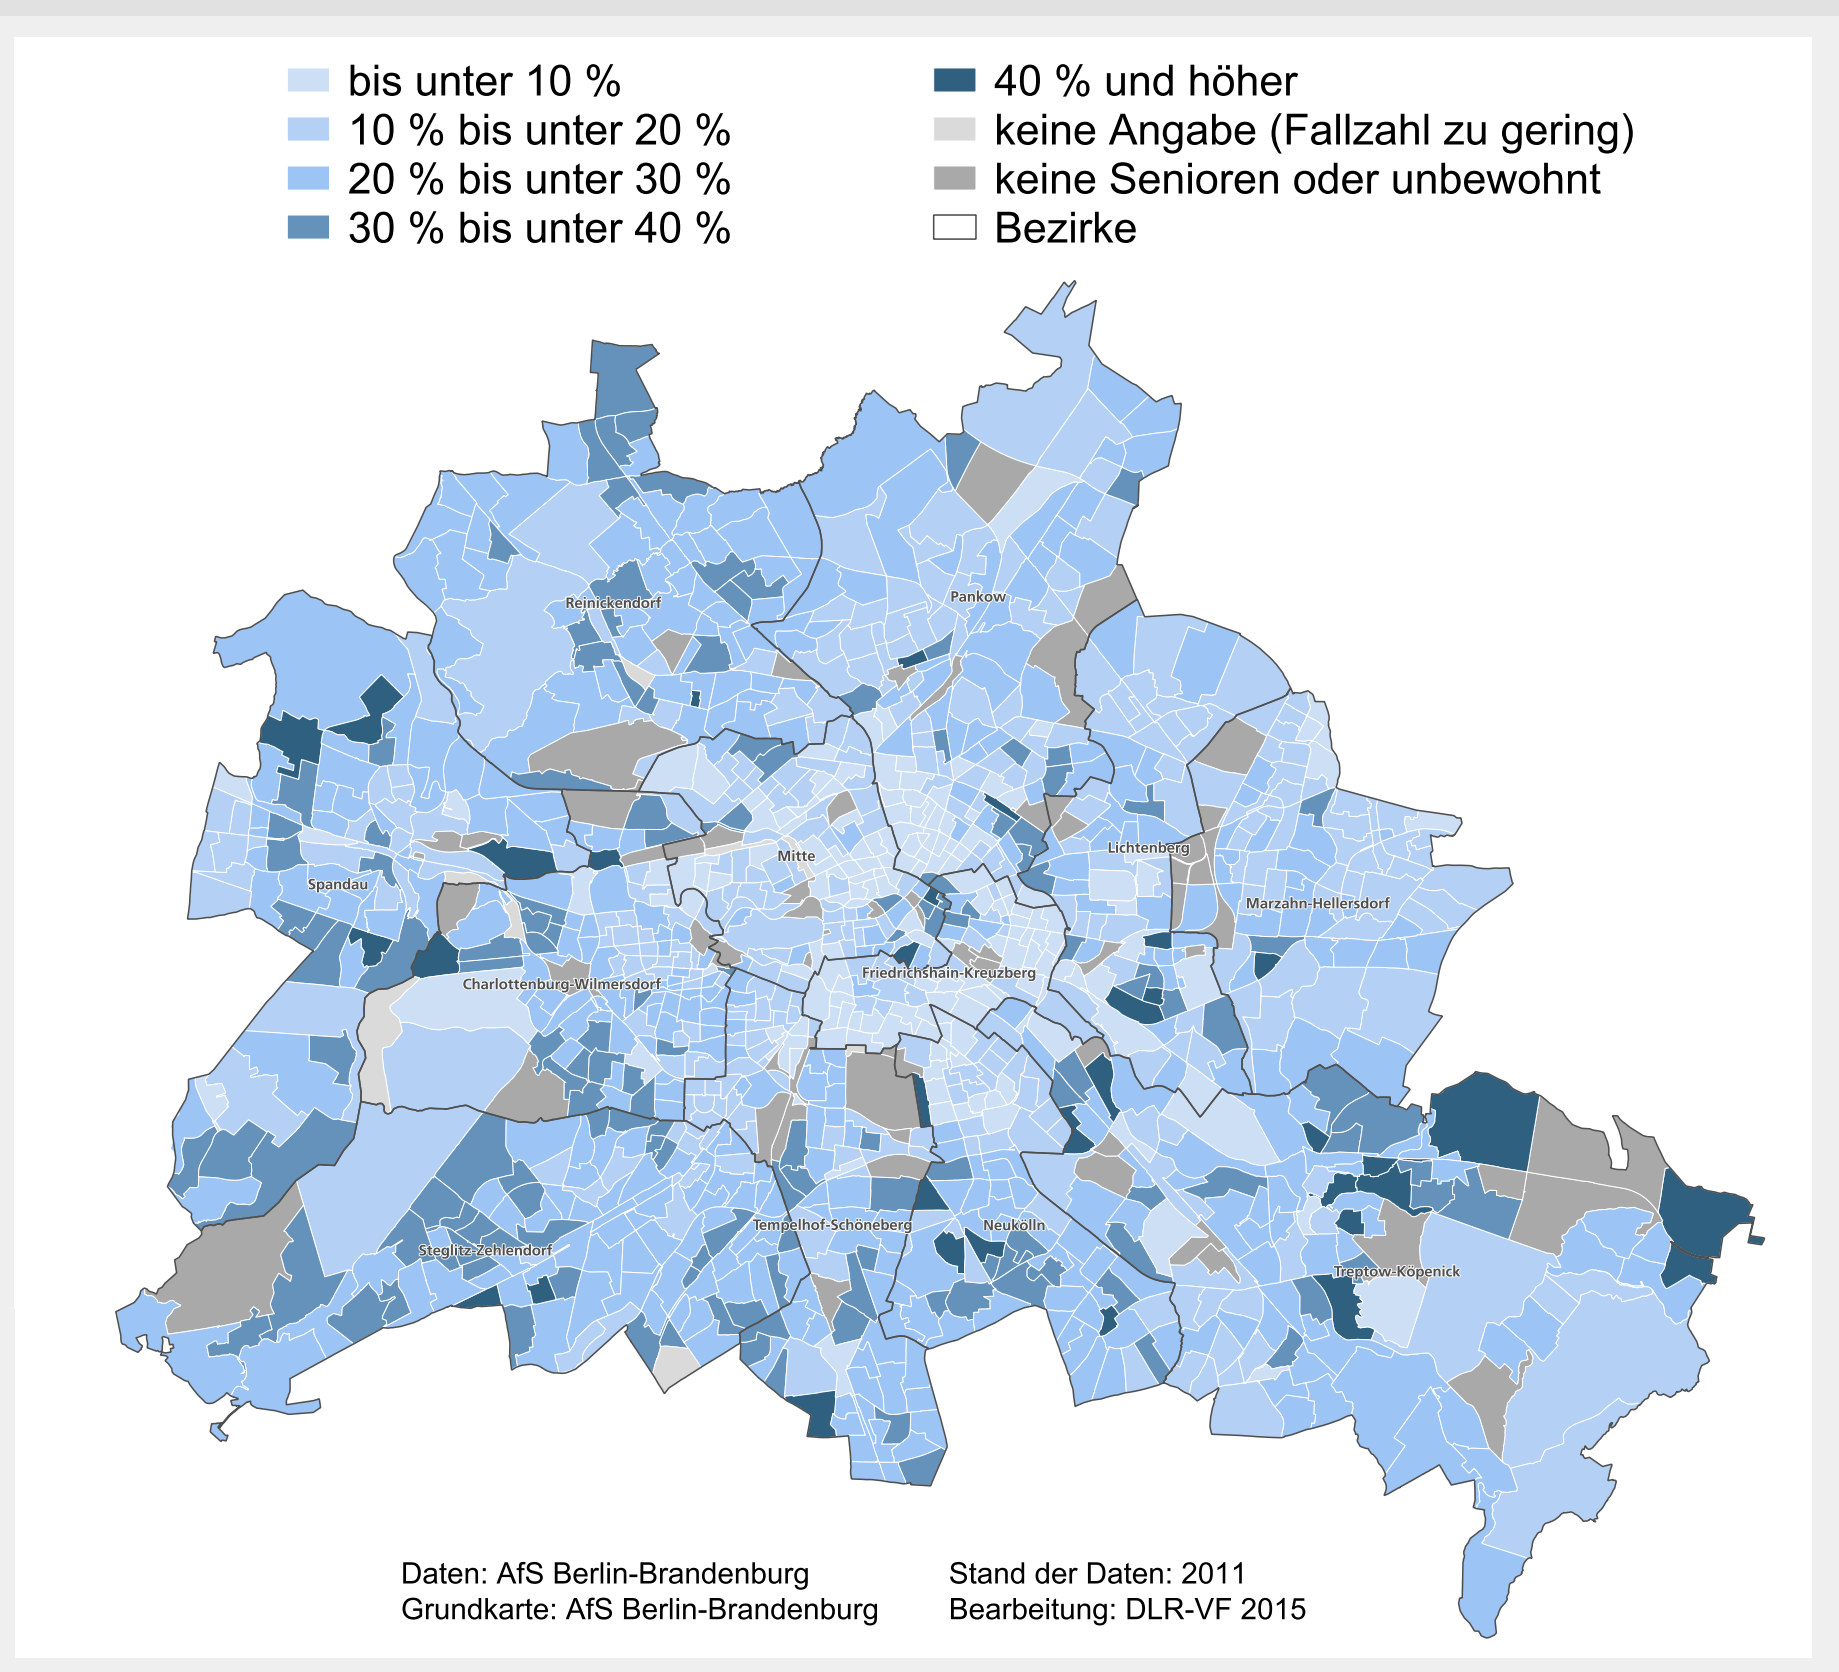 bis unter 10 %
10 % bis unter 20 %
20 % bis unter 30 %
30 % bis unter 40 %
40 % und höher
keine Angabe (Fallzahl zu gering)
keine Senioren oder unbewohnt
Bezirke
Reinickendorf
Pankow
Mitte
Lichtenberg
Spandau
Marzahn-Hellersdorf
Friedrichshain-Kreuzberg
Charlottenburg-Wilmersdorf
Tempelhof-Schöneberg
Neukölln
Steglitz-Zehlendorf
Treptow-Köpenick
Daten: AfS Berlin-Brandenburg
Grundkarte: AfS Berlin-Brandenburg
Stand der Daten: 2011
Bearbeitung: DLR-VF 2015